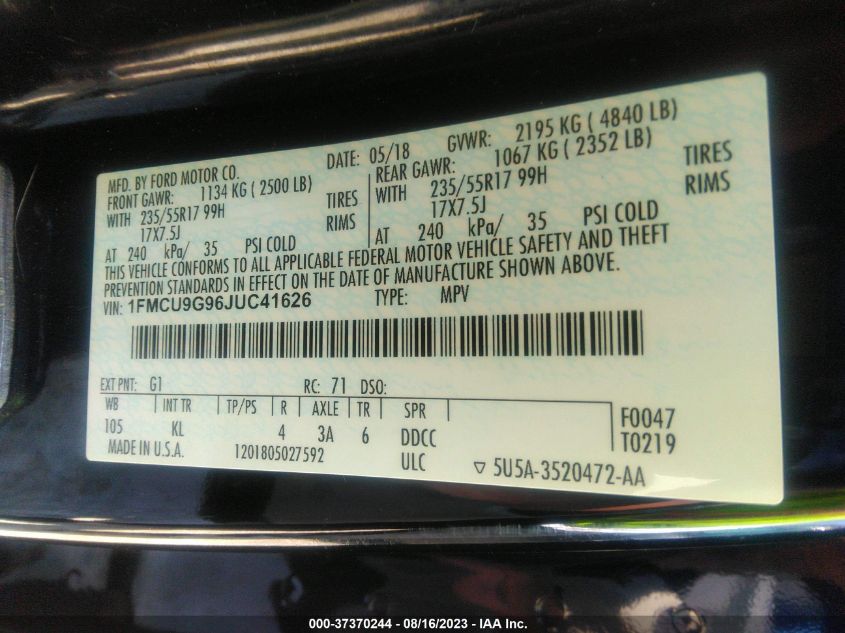 MFD. BY FORD MOTOR CO. DATE: 05/18 GVWR: 2195 KG ( 4840 LB)
FRONT GAWR: 1134 KG ( 2500 LB) REAR GAWR: 1067 KG ( 2352 LB)
WITH 235/55R17 99H TIRES WITH 235/55R17 99H TIRES
17X7.5J RIMS 17X7.5J RIMS
AT 240 kPa/ 35 PSI COLD AT 240 kPa/ 35 PSI COLD
THIS VEHICLE CONFORMS TO ALL APPLICABLE FEDERAL MOTOR VEHICLE SAFETY AND THEFT
PREVENTION STANDARDS IN EFFECT ON THE DATE OF MANUFACTURE SHOWN ABOVE.
VIN: 1FMCU9G96JUC41626 TYPE: MPV
EXT PNT: G1 RC: 71 DSO:
WB INT TR TP/PS R AXLE TR SPR F0047
105 KL 4 3A 6 DDCC T0219
MADE IN U.S.A. 1201805027592 ULC ▽ 5U5A-3520472-AA
000-37370244 - 08/16/2023 - IAA Inc.